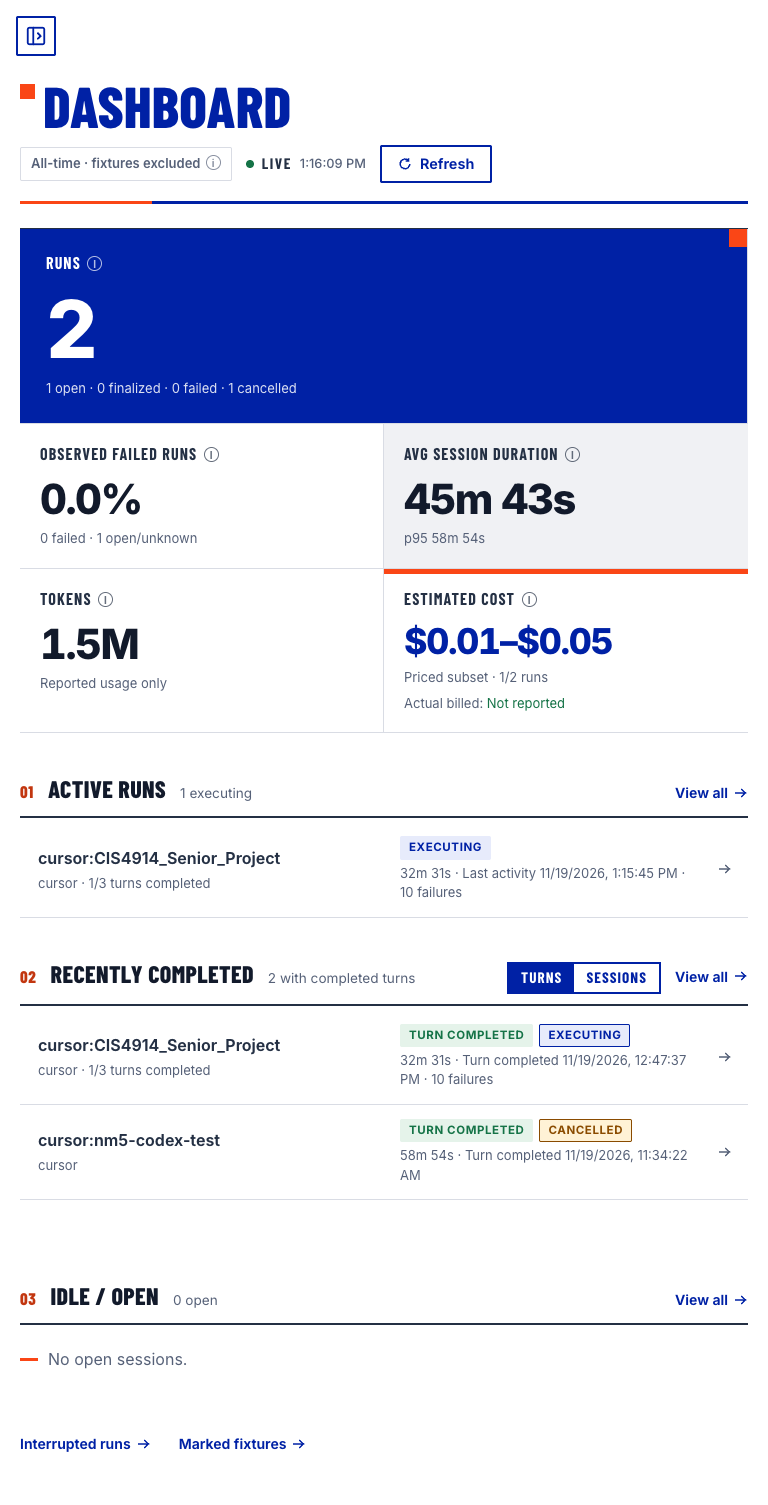 DASHBOARD
All-time · fixtures excluded
LIVE 1:16:09 PM Refresh
RUNS
2
1 open · 0 finalized · 0 failed · 1 cancelled
OBSERVED FAILED RUNS
0.0%
0 failed · 1 open/unknown
AVG SESSION DURATION
45m 43s
p95 58m 54s
TOKENS
1.5M
Reported usage only
ESTIMATED COST
$0.01–$0.05
Priced subset · 1/2 runs
Actual billed: Not reported
01 ACTIVE RUNS 1 executing View all →
cursor:CIS4914_Senior_Project
cursor · 1/3 turns completed
EXECUTING
32m 31s · Last activity 11/19/2026, 1:15:45 PM ·
10 failures
→
02 RECENTLY COMPLETED 2 with completed turns TURNS SESSIONS View all →
cursor:CIS4914_Senior_Project
cursor · 1/3 turns completed
TURN COMPLETED EXECUTING
32m 31s · Turn completed 11/19/2026, 12:47:37
PM · 10 failures
→
cursor:nm5-codex-test
cursor
TURN COMPLETED CANCELLED
58m 54s · Turn completed 11/19/2026, 11:34:22
AM
→
03 IDLE / OPEN 0 open View all →
No open sessions.
Interrupted runs → Marked fixtures →